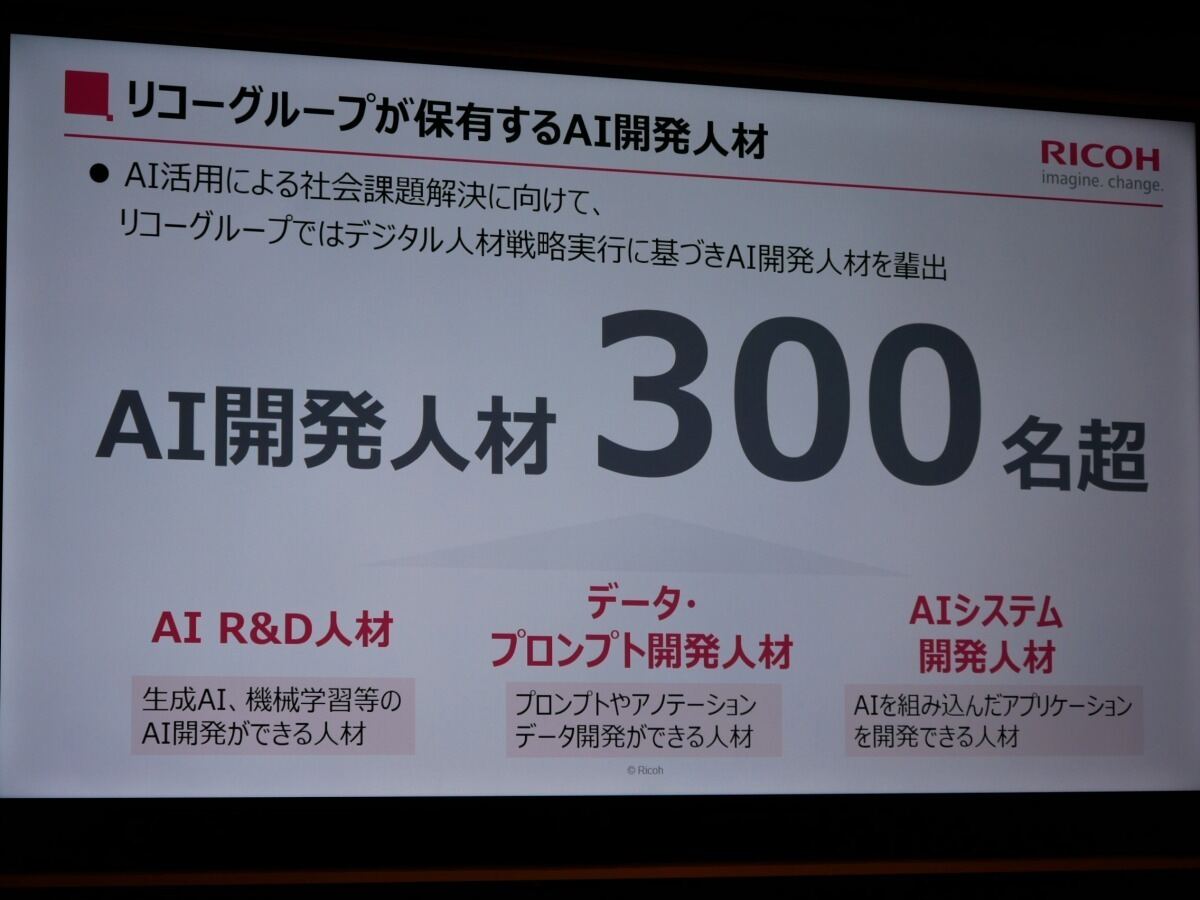 リコーグループが保有するAI開発人材
RICOH
imagine. change.
● AI活用による社会課題解決に向けて、
リコーグループではデジタル人材戦略実行に基づきAI開発人材を輩出
AI開発人材 300名超
AI R&D人材
生成AI、機械学習等の
AI開発ができる人材
データ・
プロンプト開発人材
プロンプトやアノテーション
データ開発ができる人材
AIシステム
開発人材
AIを組み込んだアプリケーション
を開発できる人材
© Ricoh